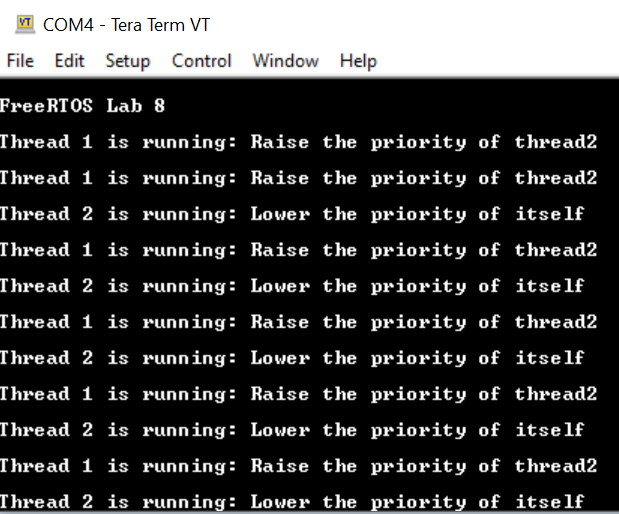 COM4 - Tera Term VT
File Edit Setup Control Window Help
FreeRTOS Lab 8
Thread 1 is running: Raise the priority of thread2
Thread 1 is running: Raise the priority of thread2
Thread 2 is running: Lower the priority of itself
Thread 1 is running: Raise the priority of thread2
Thread 2 is running: Lower the priority of itself
Thread 1 is running: Raise the priority of thread2
Thread 2 is running: Lower the priority of itself
Thread 1 is running: Raise the priority of thread2
Thread 2 is running: Lower the priority of itself
Thread 1 is running: Raise the priority of thread2
Thread 2 is running: Lower the priority of itself